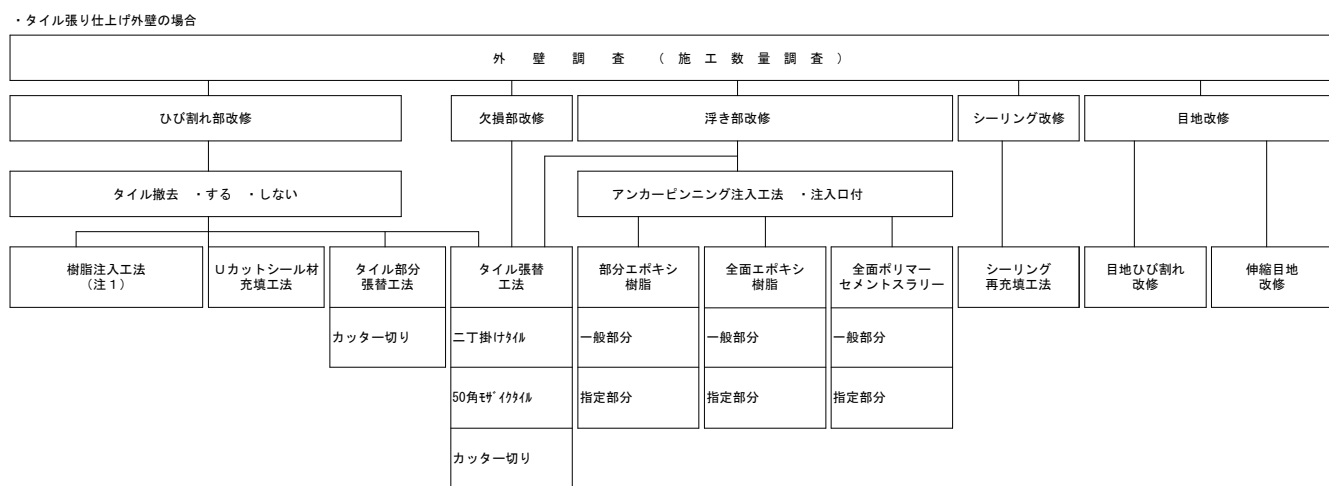 ・タイル張り仕上げ外壁の場合
外 壁 調 査 ( 施 工 数 量 調 査 )
ひび割れ部改修
欠損部改修
浮き部改修
シーリング改修
目地改修
タイル撤去 ・する ・しない
アンカーピンニング注入工法 ・注入口付
樹脂注入工法
(注1)
Uカットシール材
充填工法
タイル部分
張替工法
タイル張替
工法
部分エポキシ
樹脂
全面エポキシ
樹脂
全面ポリマー
セメントスラリー
シーリング
再充填工法
目地ひび割れ
改修
伸縮目地
改修
カッター切り
二丁掛けタイル
一般部分
一般部分
一般部分
50角モザイクタイル
指定部分
指定部分
指定部分
カッター切り